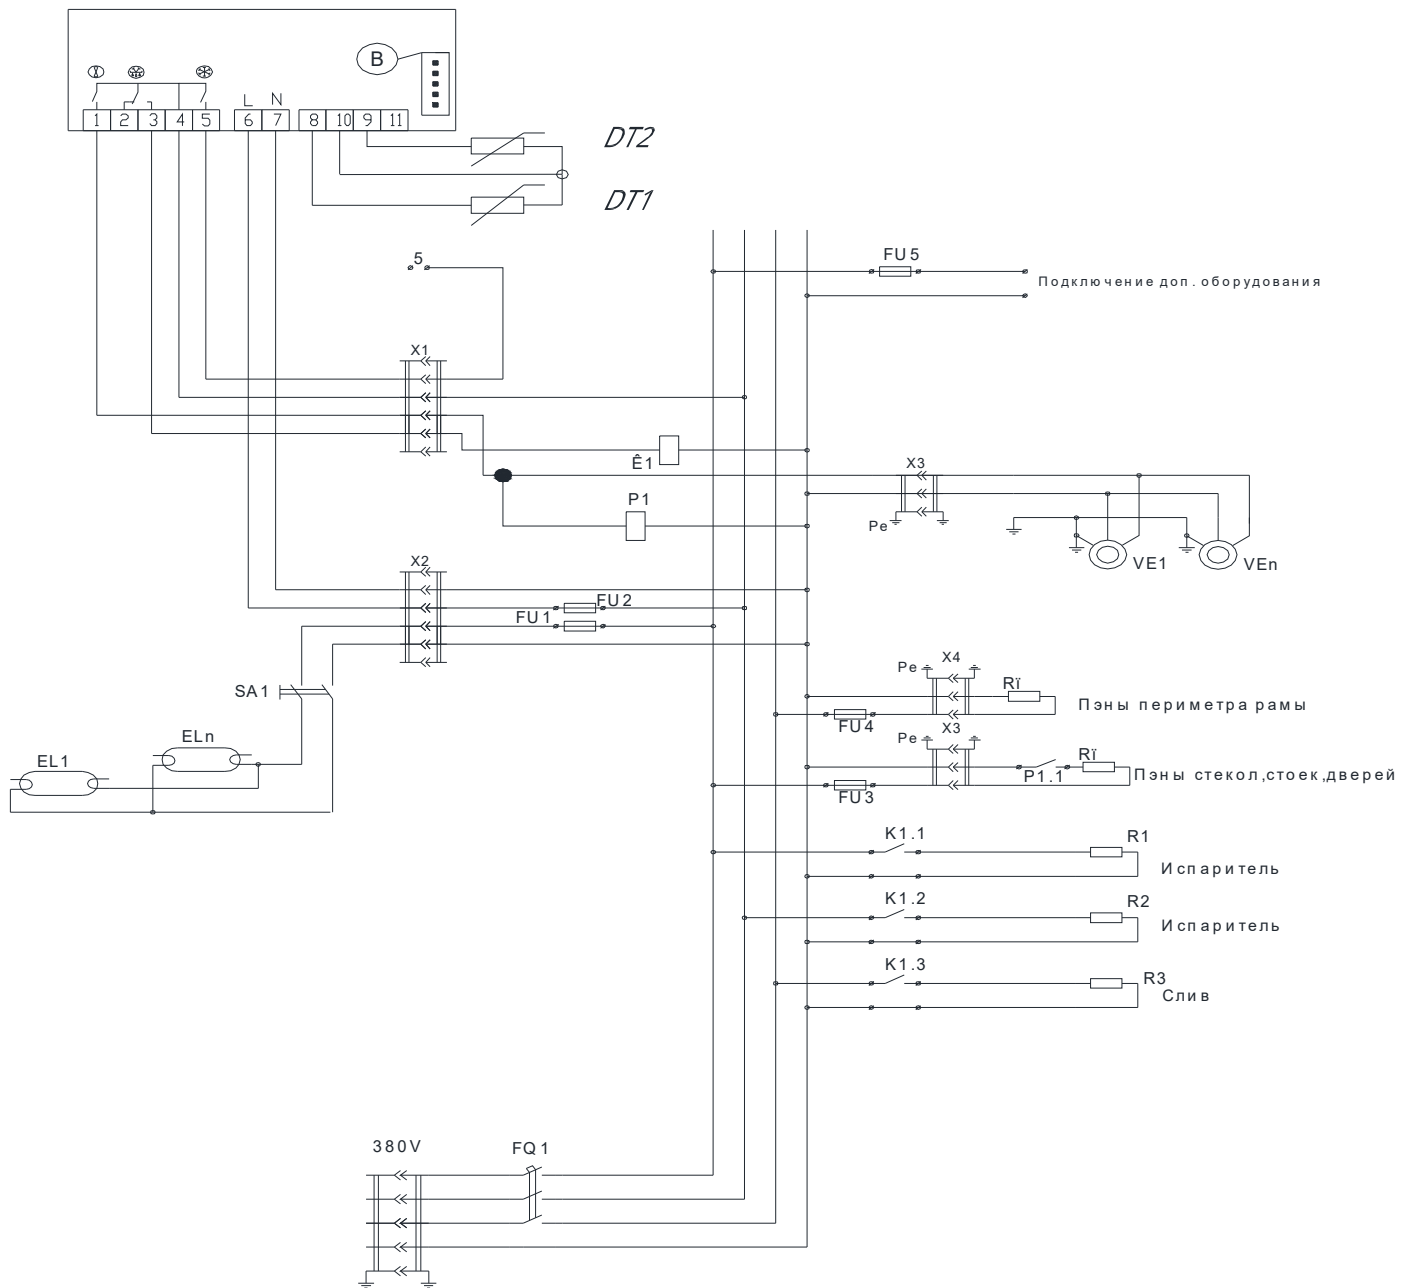 B
L N
1 2 3 4 5 6 7 8 10 9 11
DT2
DT1
5
FU5
Подключение доп. оборудования
X1
Ê1
X3
P1
Pe
VE1
VEn
X2
FU2
FU1
SA1
Pe
X4
Rï
Пэны периметра рамы
FU4
ELn
Pe
X3
Rï
EL1
P1.1
Пэны стекол,стоек,дверей
FU3
K1.1
R1
Испаритель
K1.2
R2
Испаритель
K1.3
R3
Слив
380V
FQ1